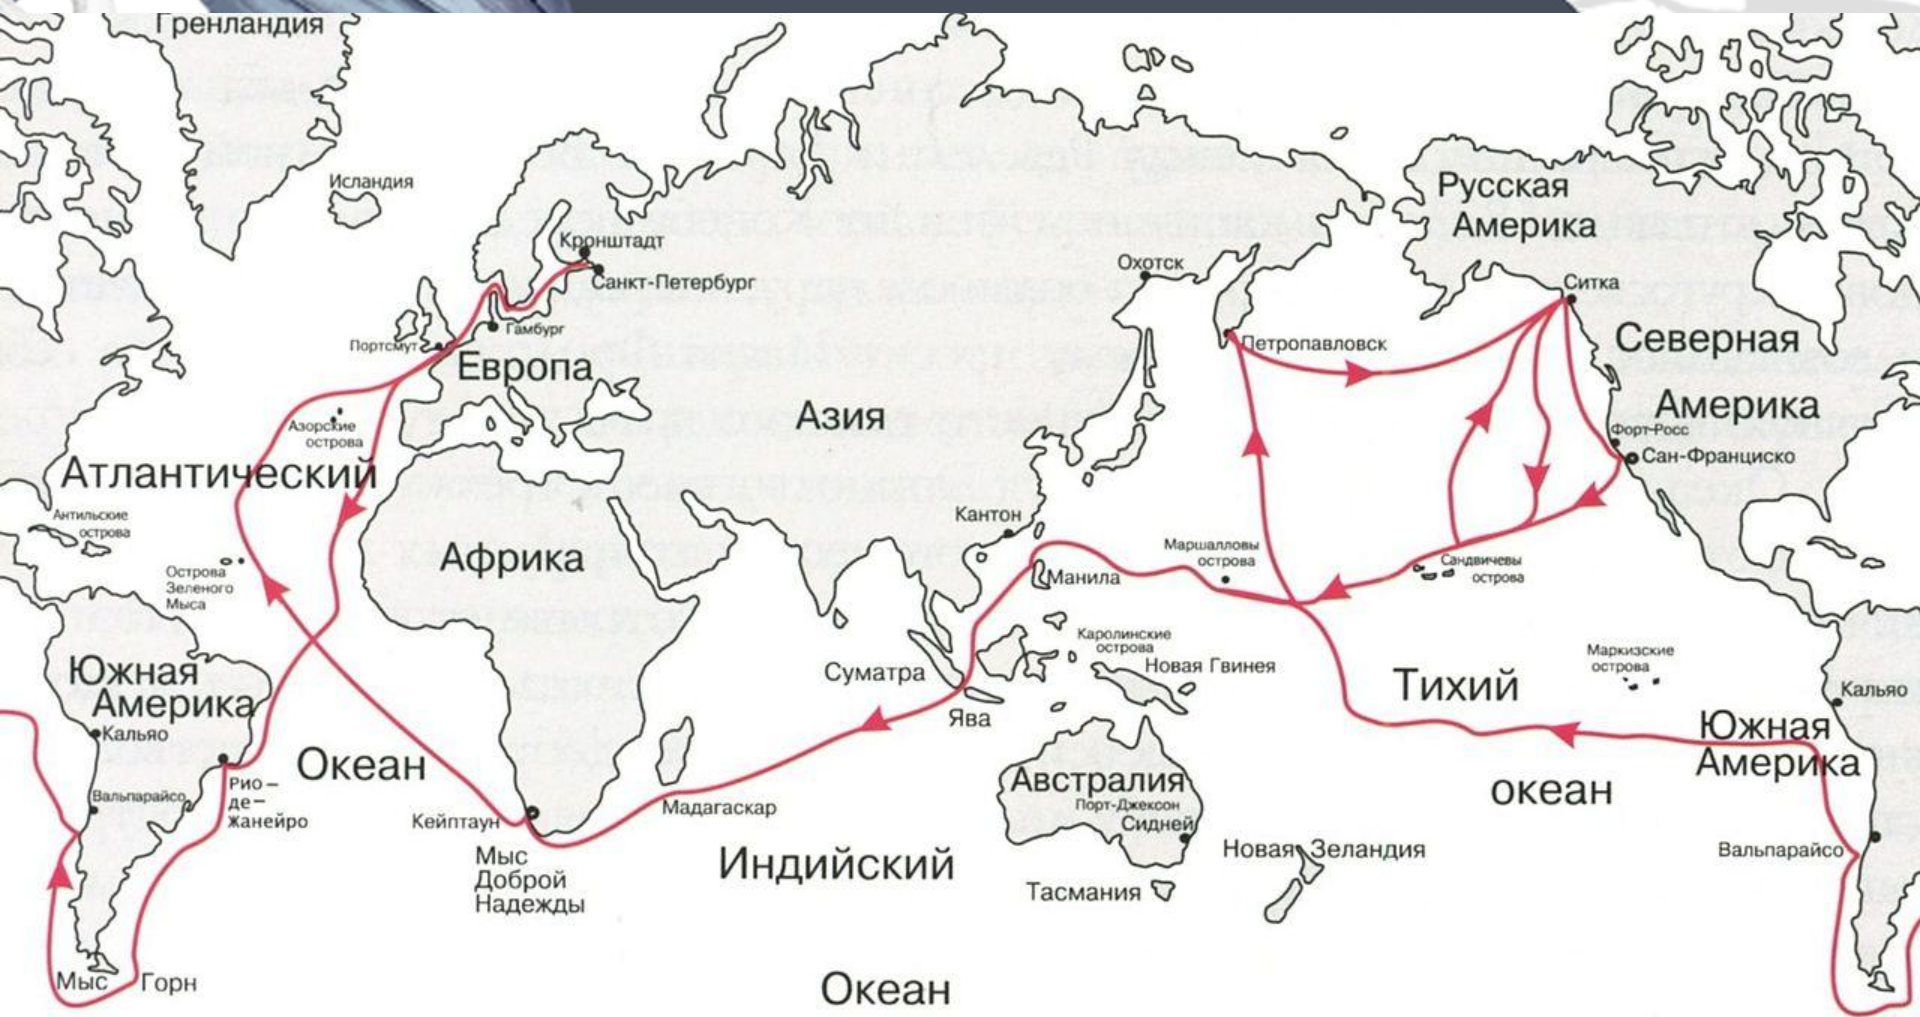 Гренландия
Исландия
Кронштадт
Санкт-Петербург
Гамбург
Портсмут
Европа
Азия
Охотск
Петропавловск
Русская
Америка
Ситка
Северная
Америка
Форт-Росс
Сан-Франциско
Азорские
острова
Атлантический
Антильские
острова
Острова
Зеленого
Мыса
Африка
Кантон
Манила
Маршалловы
острова
Сандвичевы
острова
Каролинские
острова
Новая Гвинея
Суматра
Ява
Тихий
океан
Маркизские
острова
Кальяо
Южная
Америка
Вальпарайсо
Южная
Америка
Кальяо
Вальпарайсо
Рио –
де –
жанейро
Океан
Кейптаун
Мыс
Доброй
Надежды
Мадагаскар
Индийский
Океан
Австралия
Порт-Джексон
Сидней
Тасмания
Новая Зеландия
Мыс Горн